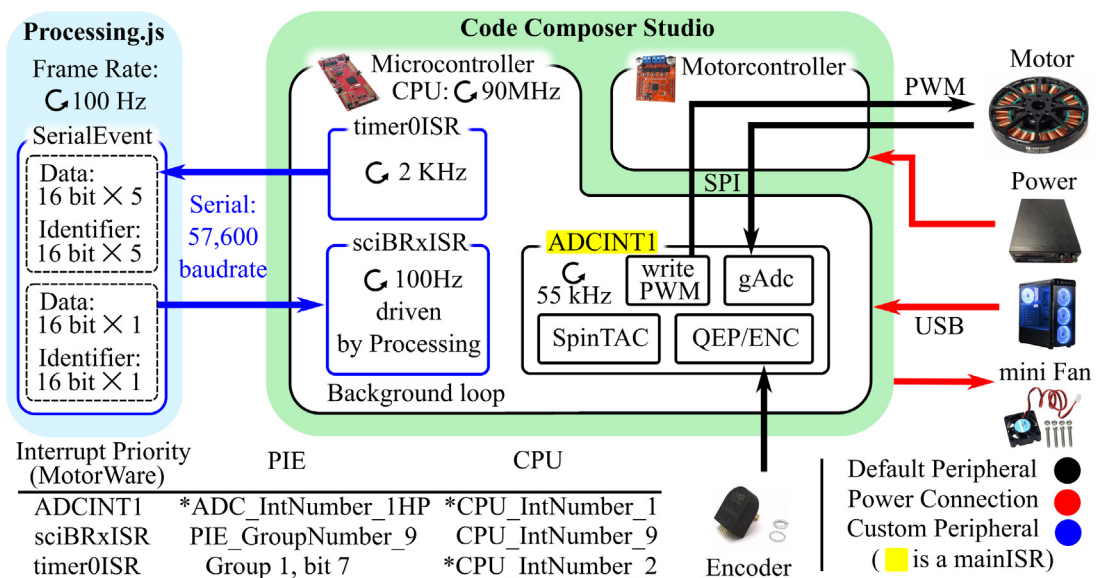 Processing.js
Frame Rate:
100 Hz
SerialEvent
Data:
16 bit × 5
Identifier:
16 bit × 5
Data:
16 bit × 1
Identifier:
16 bit × 1
Serial:
57,600
baudrate
Code Composer Studio
Microcontroller
CPU: 90MHz
timer0ISR
2 KHz
sciBRxISR
100Hz
driven
by Processing
Background loop
Motorcontroller
SPI
ADCINT1
55 kHz
write
PWM
gAdc
SpinTAC
QEP/ENC
PWM
Motor
Power
USB
mini Fan
Encoder
Interrupt Priority
(MotorWare) PIE CPU
ADCINT1 *ADC_IntNumber_1HP *CPU_IntNumber_1
sciBRxISR PIE_GroupNumber_9 CPU_IntNumber_9
timer0ISR Group 1, bit 7 *CPU_IntNumber_2
Default Peripheral
Power Connection
Custom Peripheral
( is a mainISR)